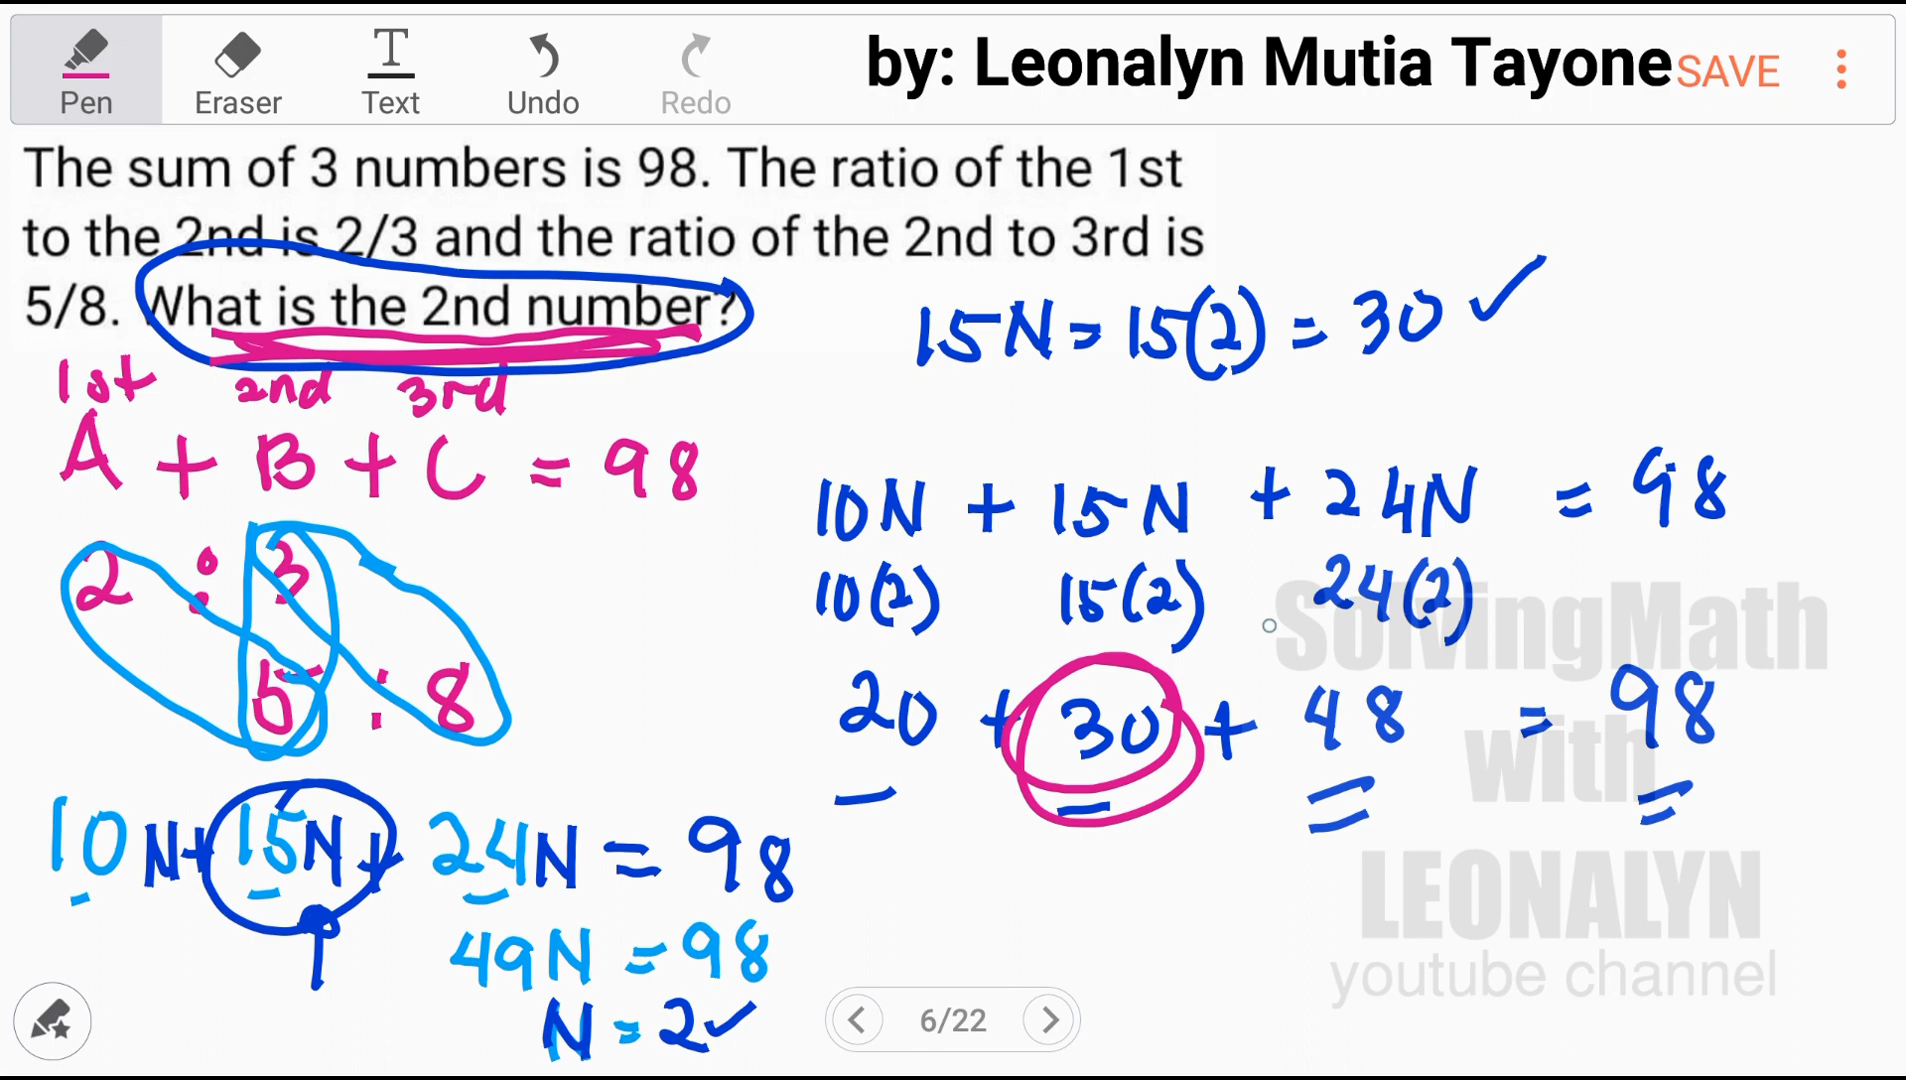 Pen Eraser Text Undo Redo by: Leonalyn Mutia Tayone SAVE
The sum of 3 numbers is 98. The ratio of the 1st
to the 2nd is 2/3 and the ratio of the 2nd to 3rd is
5/8. What is the 2nd number?
1st 2nd 3rd
A + B + C = 98
2 : 3
5 : 8
10N + 15N + 24N = 98
49N = 98
N = 2 ✓
15N = 15(2) = 30 ✓
10N + 15N + 24N = 98
10(2) 15(2) 24(2)
20 + 30 + 48 = 98
SolvingMath
with
LEONALYN
youtube channel
6/22